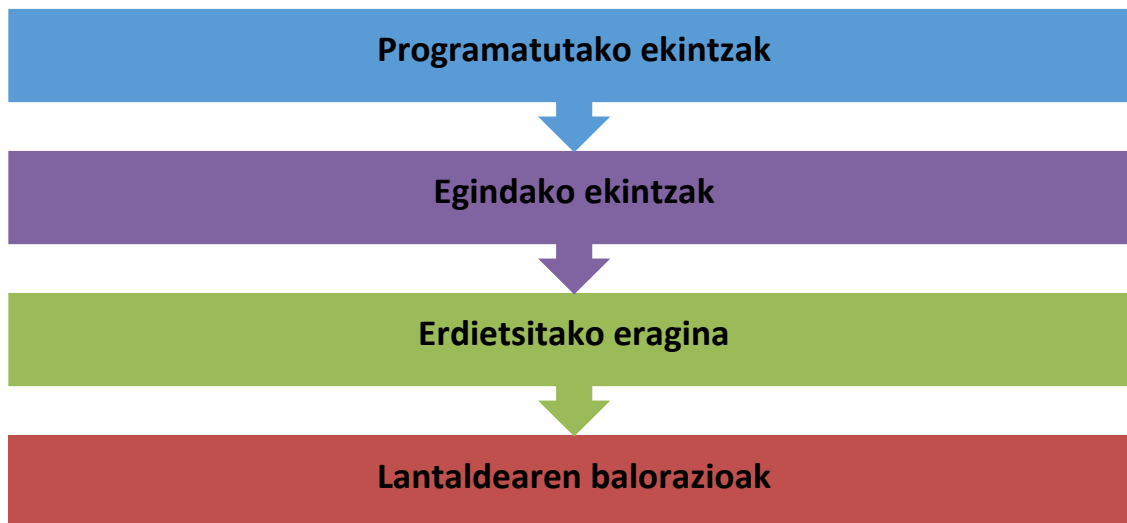 Programatutako ekintzak
Egindako ekintzak
Erdietsitako eragina
Lantaldearen balorazioak